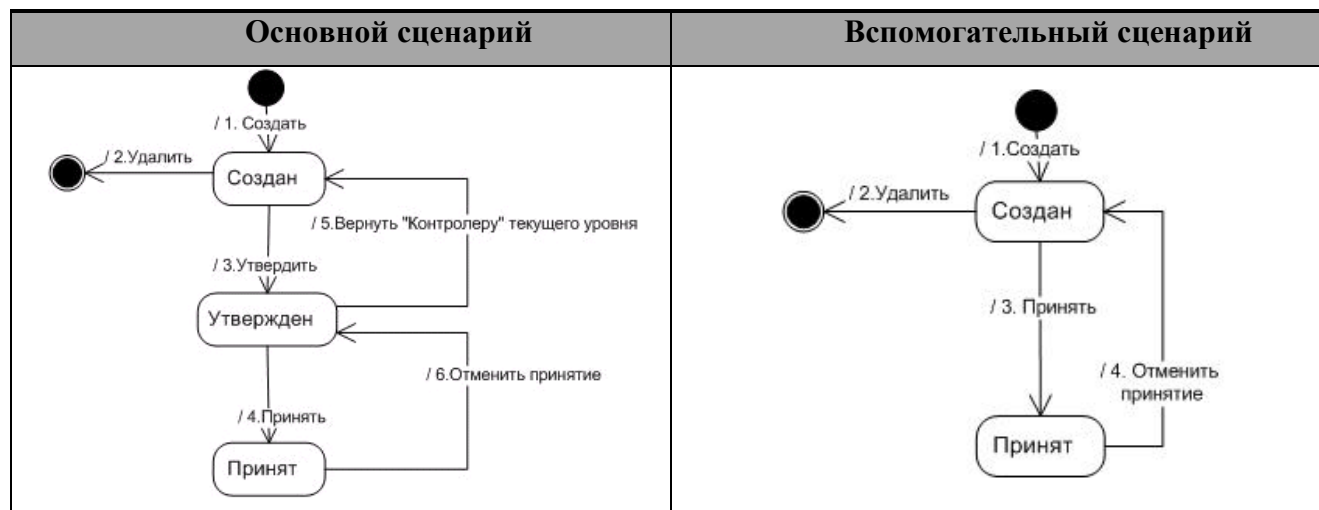 Основной сценарий
Вспомогательный сценарий
/ 1. Создать
/ 2.Удалить
Создан
/ 5.Вернуть "Контролеру" текущего уровня
/ 3.Утвердить
Утвержден
/ 6.Отменить принятие
/ 4.Принять
Принят
/ 1.Создать
/ 2.Удалить
Создан
/ 3. Принять
/ 4. Отменить
принятие
Принят